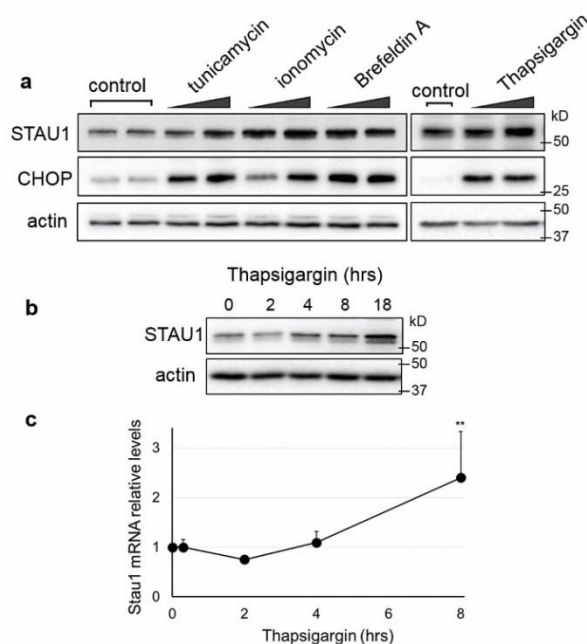 a
control
tunicamycin
ionomycin
Brefeldin A
control
Thapsigargin
kD
STAU1
50
CHOP
25
actin
50
37
b
Thapsigargin (hrs)
0 2 4 8 18
kD
STAU1
50
actin
50
37
c
**
Stau1 mRNA relative levels
3
2
1
0
0 2 4 6 8
Thapsigargin (hrs)